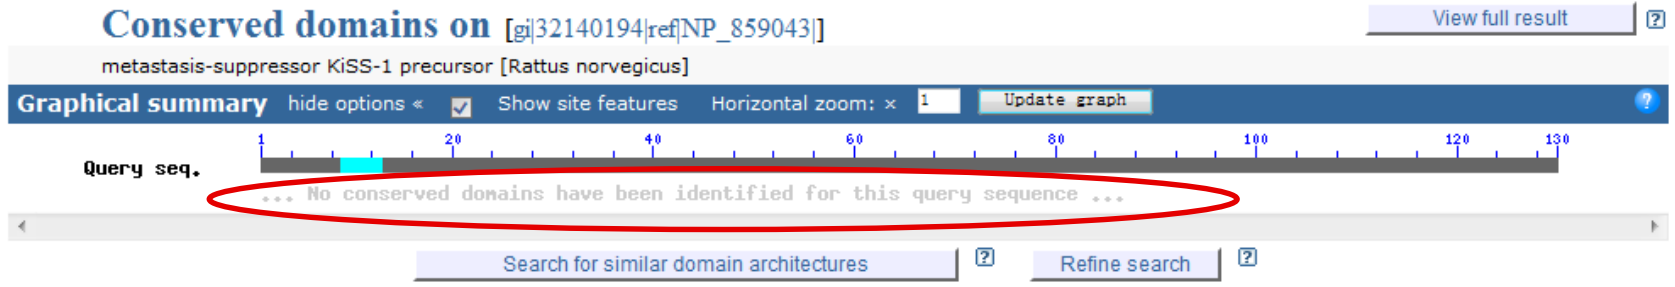 Conserved domains on [gi|32140194|ref|NP_859043|]
View full result ?
metastasis-suppressor KiSS-1 precursor [Rattus norvegicus]
Graphical summary hide options « Show site features Horizontal zoom: × 1 Update graph ?
1 20 40 60 80 100 120 130
Query seq.
... No conserved domains have been identified for this query sequence ...
Search for similar domain architectures ? Refine search ?